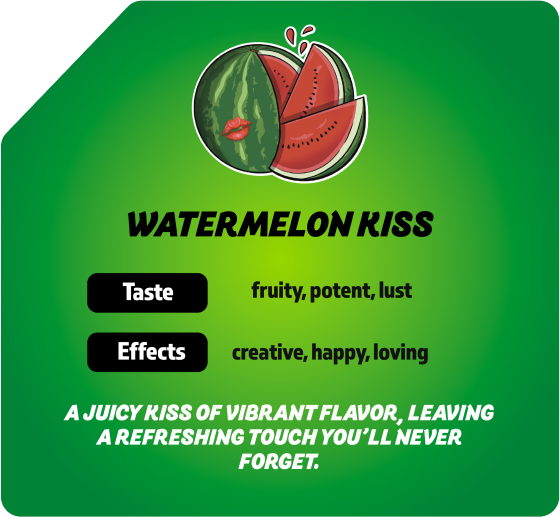 WATERMELON KISS
Taste fruity, potent, lust
Effects creative, happy, loving
A JUICY KISS OF VIBRANT FLAVOR, LEAVING
A REFRESHING TOUCH YOU'LL NEVER
FORGET.